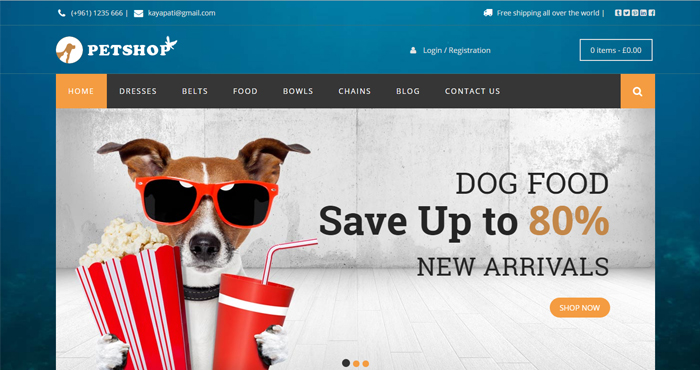 (+961) 1235 666 | kayapati@gmail.com Free shipping all over the world |
PETSHOP Login / Registration 0 items - £0.00
HOME DRESSES BELTS FOOD BOWLS CHAINS BLOG CONTACT US
DOG FOOD
Save Up to 80%
NEW ARRIVALS
SHOP NOW